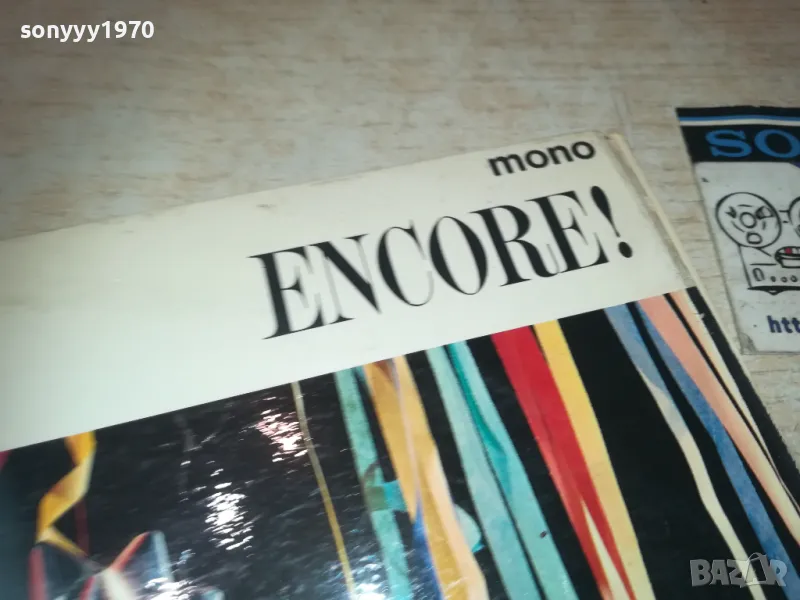 sonyyy1970
mono
ENCORE!
SO
htt
BAZAR